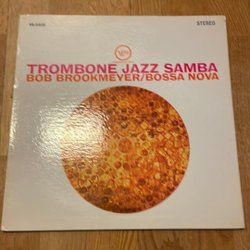 STEREO
Verve
TROMBONE JAZZ SAMBA
BOB BROOKMEYER/BOSSA NOVA